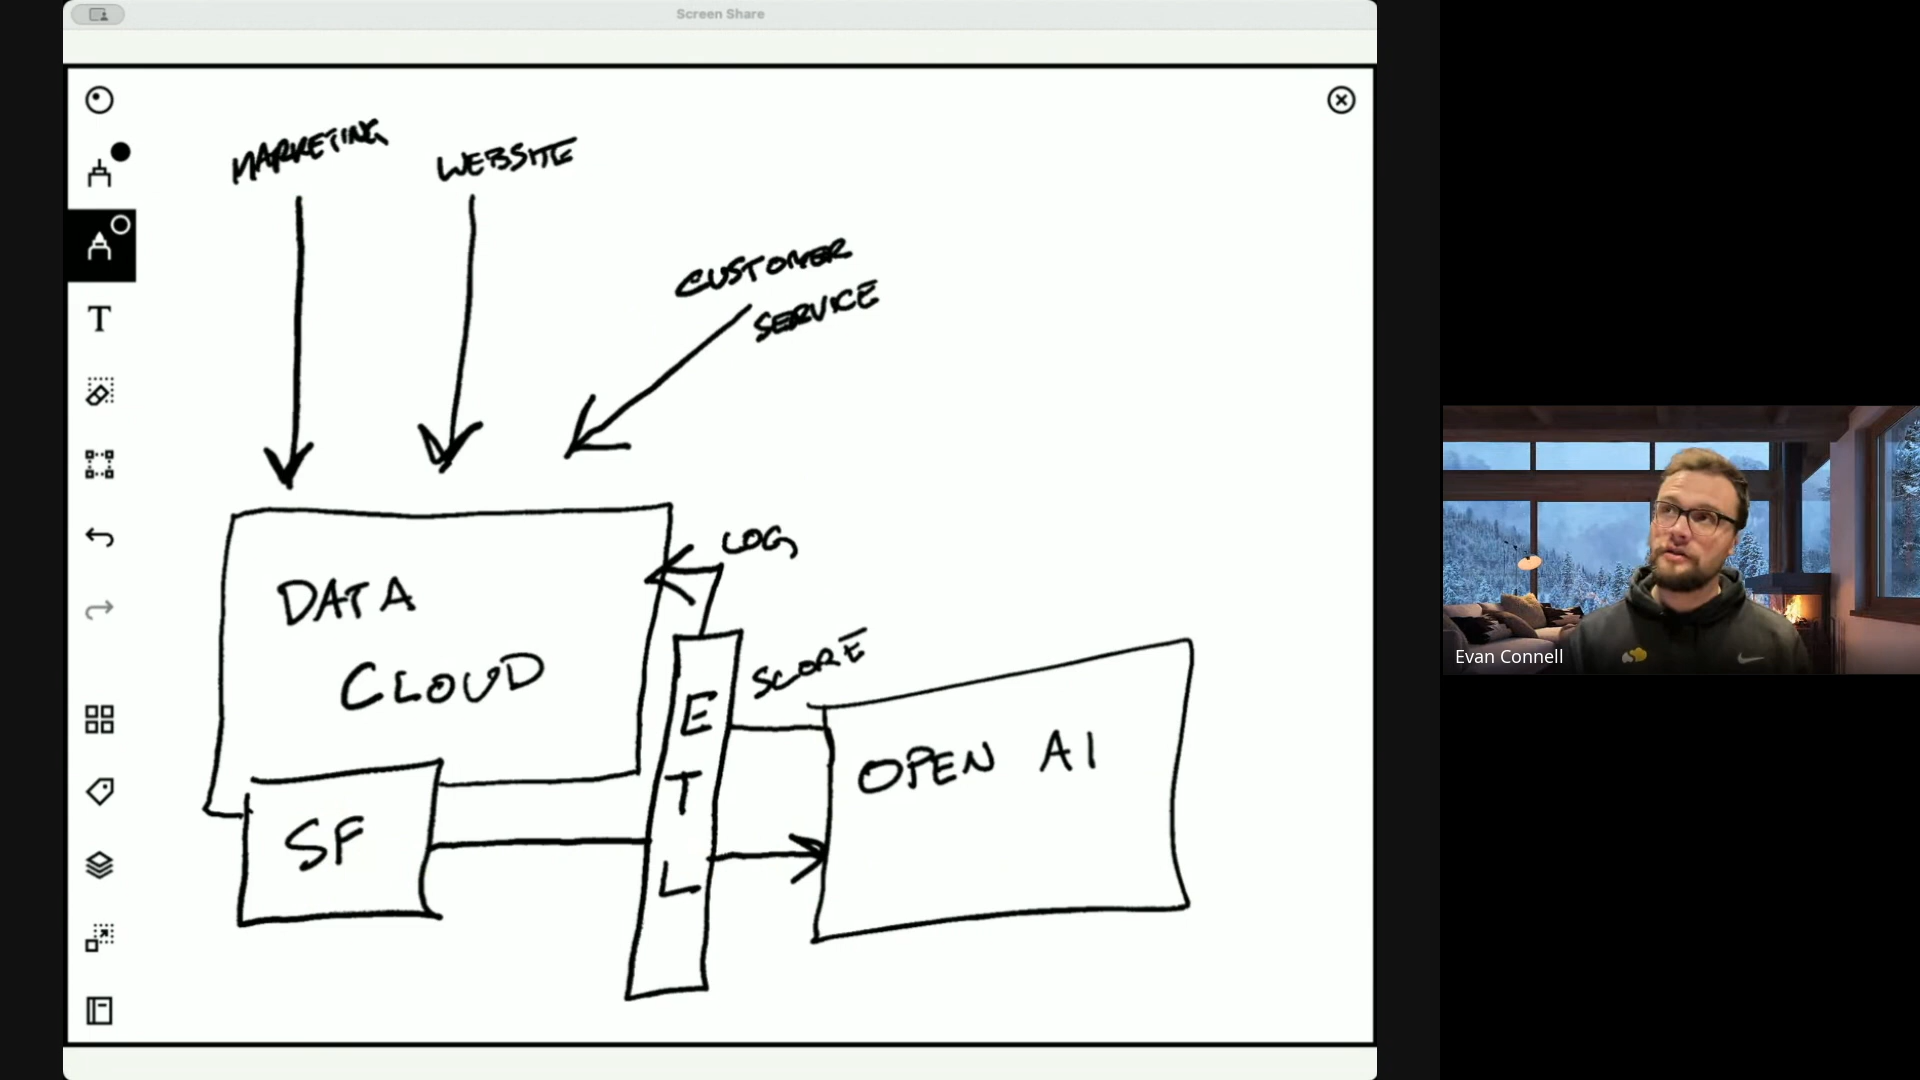 Screen Share
MARKETING
WEBSITE
CUSTOMER
SERVICE
LOG
DATA
CLOUD
SCORE
E
T
L
OPEN AI
SF
T
Evan Connell